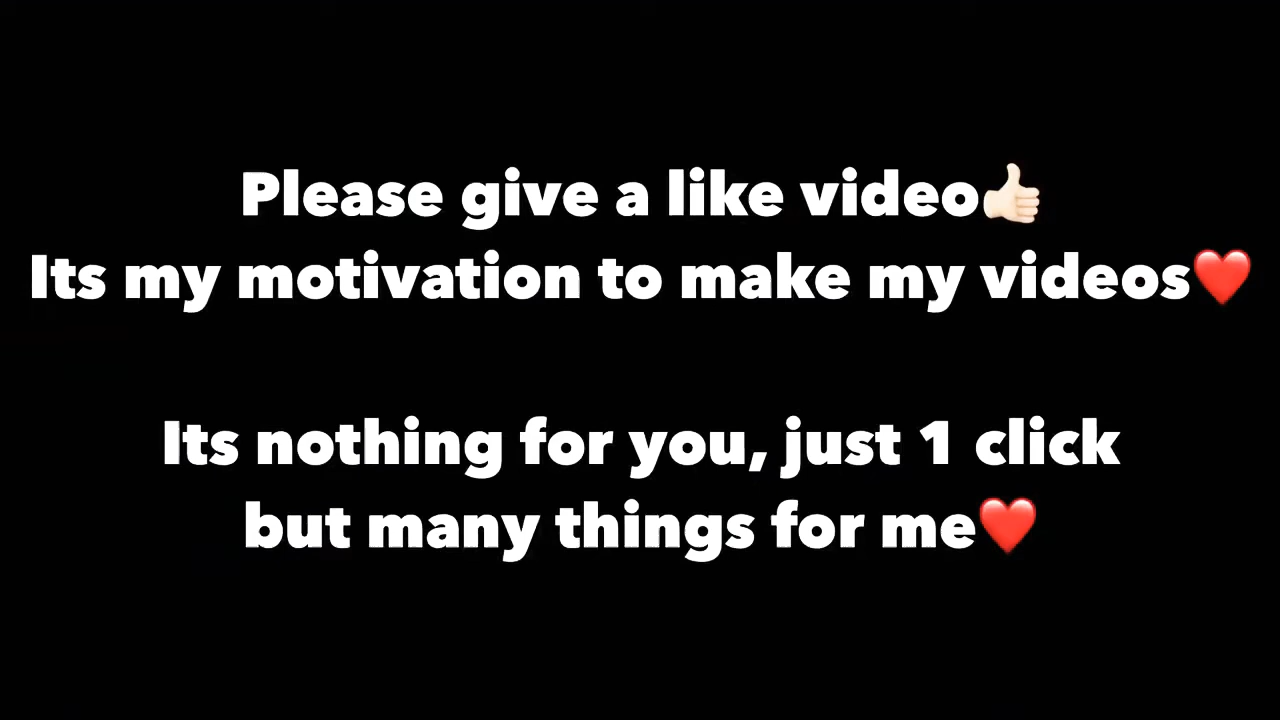 Please give a like video👍🏻
Its my motivation to make my videos❤️
Its nothing for you, just 1 click
but many things for me❤️